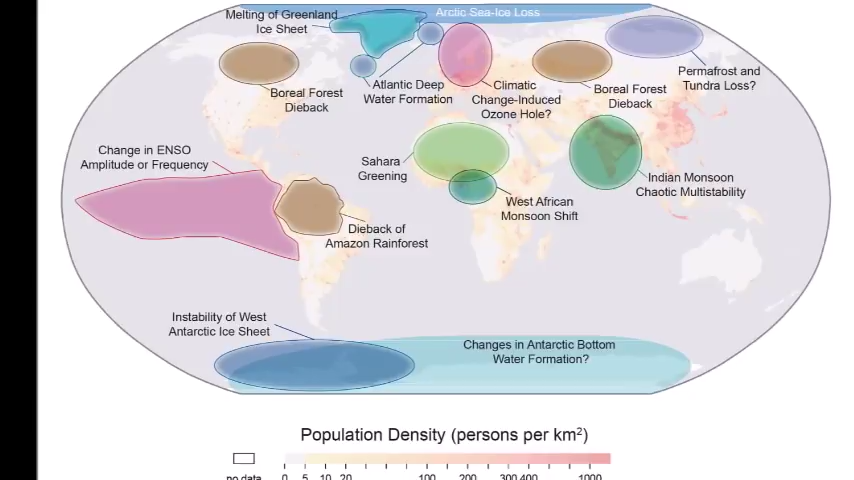 Melting of Greenland
Ice Sheet
Arctic Sea-Ice Loss
Boreal Forest
Dieback
Atlantic Deep
Water Formation
Climatic
Change-Induced
Ozone Hole?
Boreal Forest
Dieback
Permafrost and
Tundra Loss?
Change in ENSO
Amplitude or Frequency
Sahara
Greening
Indian Monsoon
Chaotic Multistability
West African
Monsoon Shift
Dieback of
Amazon Rainforest
Instability of West
Antarctic Ice Sheet
Changes in Antarctic Bottom
Water Formation?
Population Density (persons per km²)
no data 0 5 10 20 100 200 300 400 1000